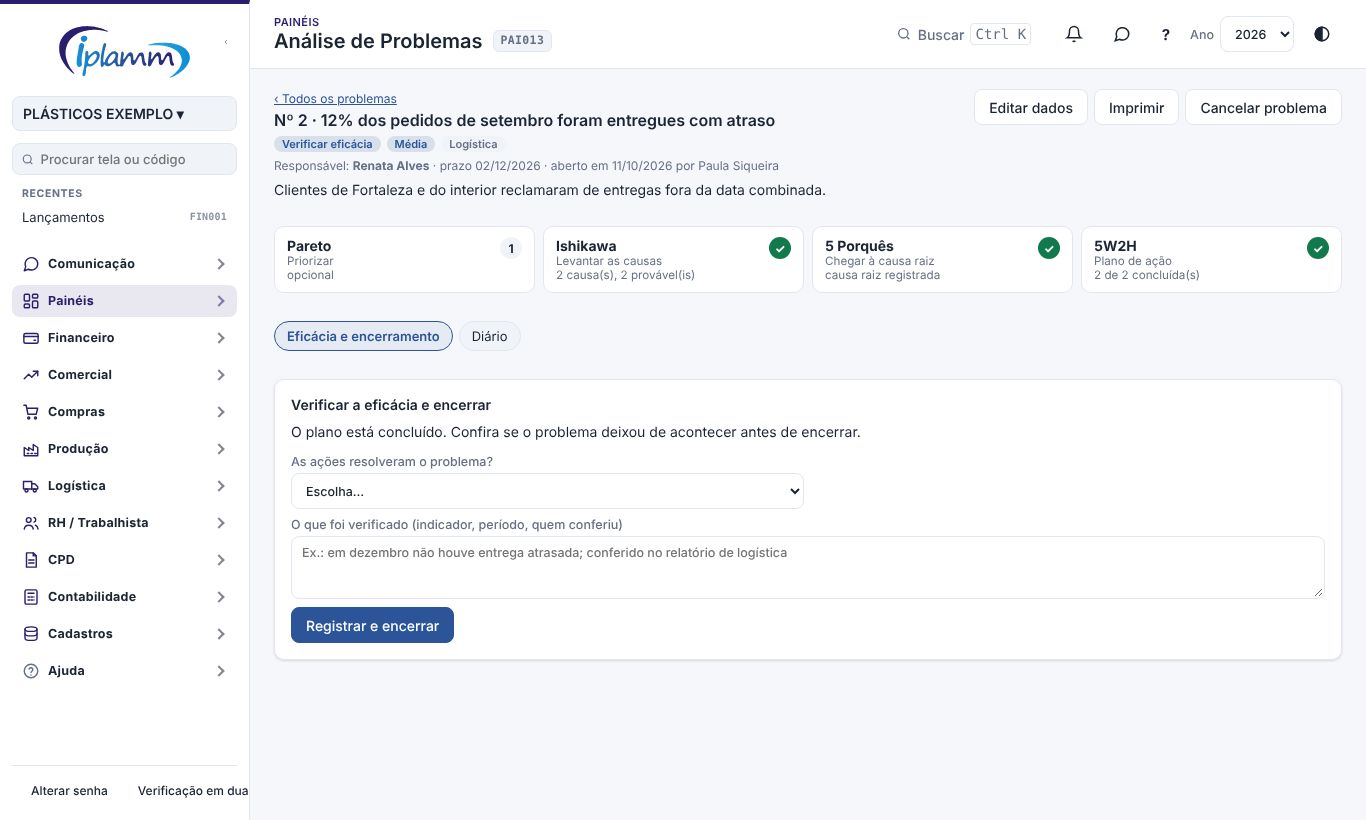 iplamm
‹
PLÁSTICOS EXEMPLO ▾
Procurar tela ou código
RECENTES
Lançamentos FIN001
Comunicação
Painéis
Financeiro
Comercial
Compras
Produção
Logística
RH / Trabalhista
CPD
Contabilidade
Cadastros
Ajuda
Alterar senha Verificação em dua
PAINÉIS
Análise de Problemas PAI013
Buscar Ctrl K
? Ano 2026
‹ Todos os problemas
Nº 2 · 12% dos pedidos de setembro foram entregues com atraso
Verificar eficácia Média Logística
Responsável: Renata Alves · prazo 02/12/2026 · aberto em 11/10/2026 por Paula Siqueira
Clientes de Fortaleza e do interior reclamaram de entregas fora da data combinada.
Editar dados Imprimir Cancelar problema
Pareto 1
Priorizar
opcional
Ishikawa
Levantar as causas
2 causa(s), 2 provável(is)
5 Porquês
Chegar à causa raiz
causa raiz registrada
5W2H
Plano de ação
2 de 2 concluída(s)
Eficácia e encerramento Diário
Verificar a eficácia e encerrar
O plano está concluído. Confira se o problema deixou de acontecer antes de encerrar.
As ações resolveram o problema?
Escolha...
O que foi verificado (indicador, período, quem conferiu)
Ex.: em dezembro não houve entrega atrasada; conferido no relatório de logística
Registrar e encerrar